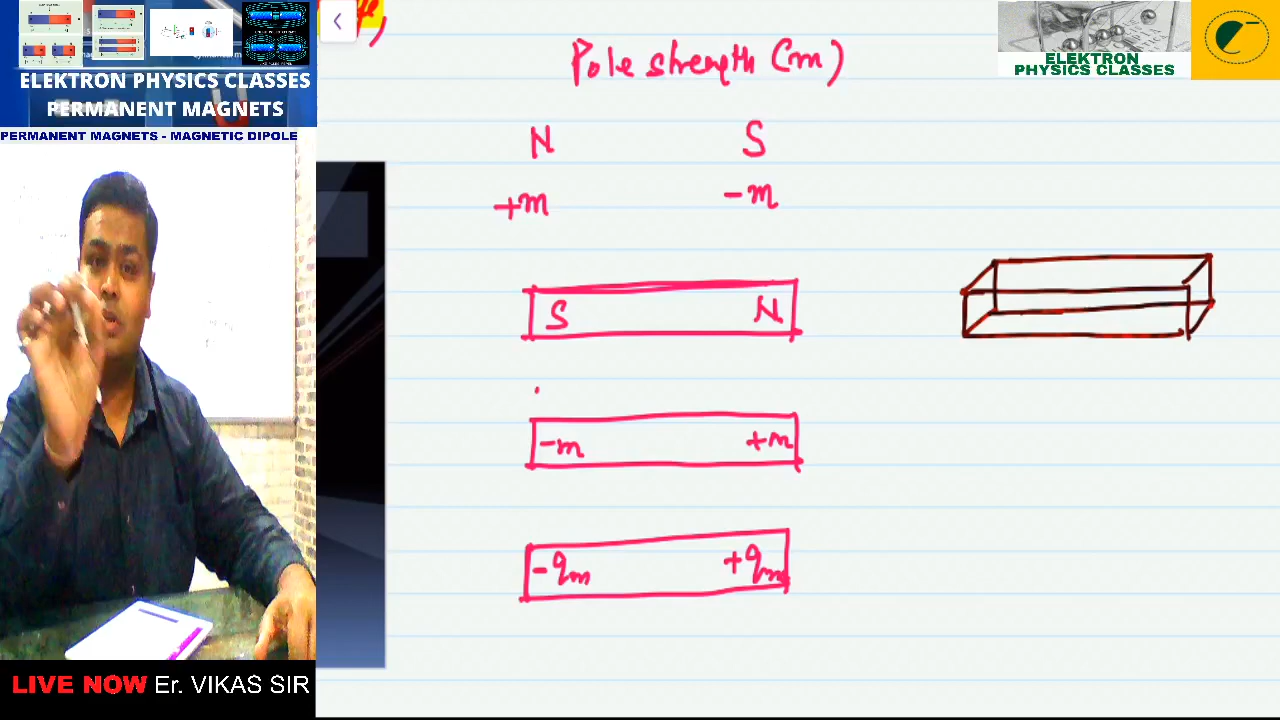 ELEKTRON PHYSICS CLASSES
PERMANENT MAGNETS
PERMANENT MAGNETS - MAGNETIC DIPOLE
Pole strength (m)
N S
+m -m
S N
-m +m
-qm +qm
ELEKTRON
PHYSICS CLASSES
LIVE NOW Er. VIKAS SIR